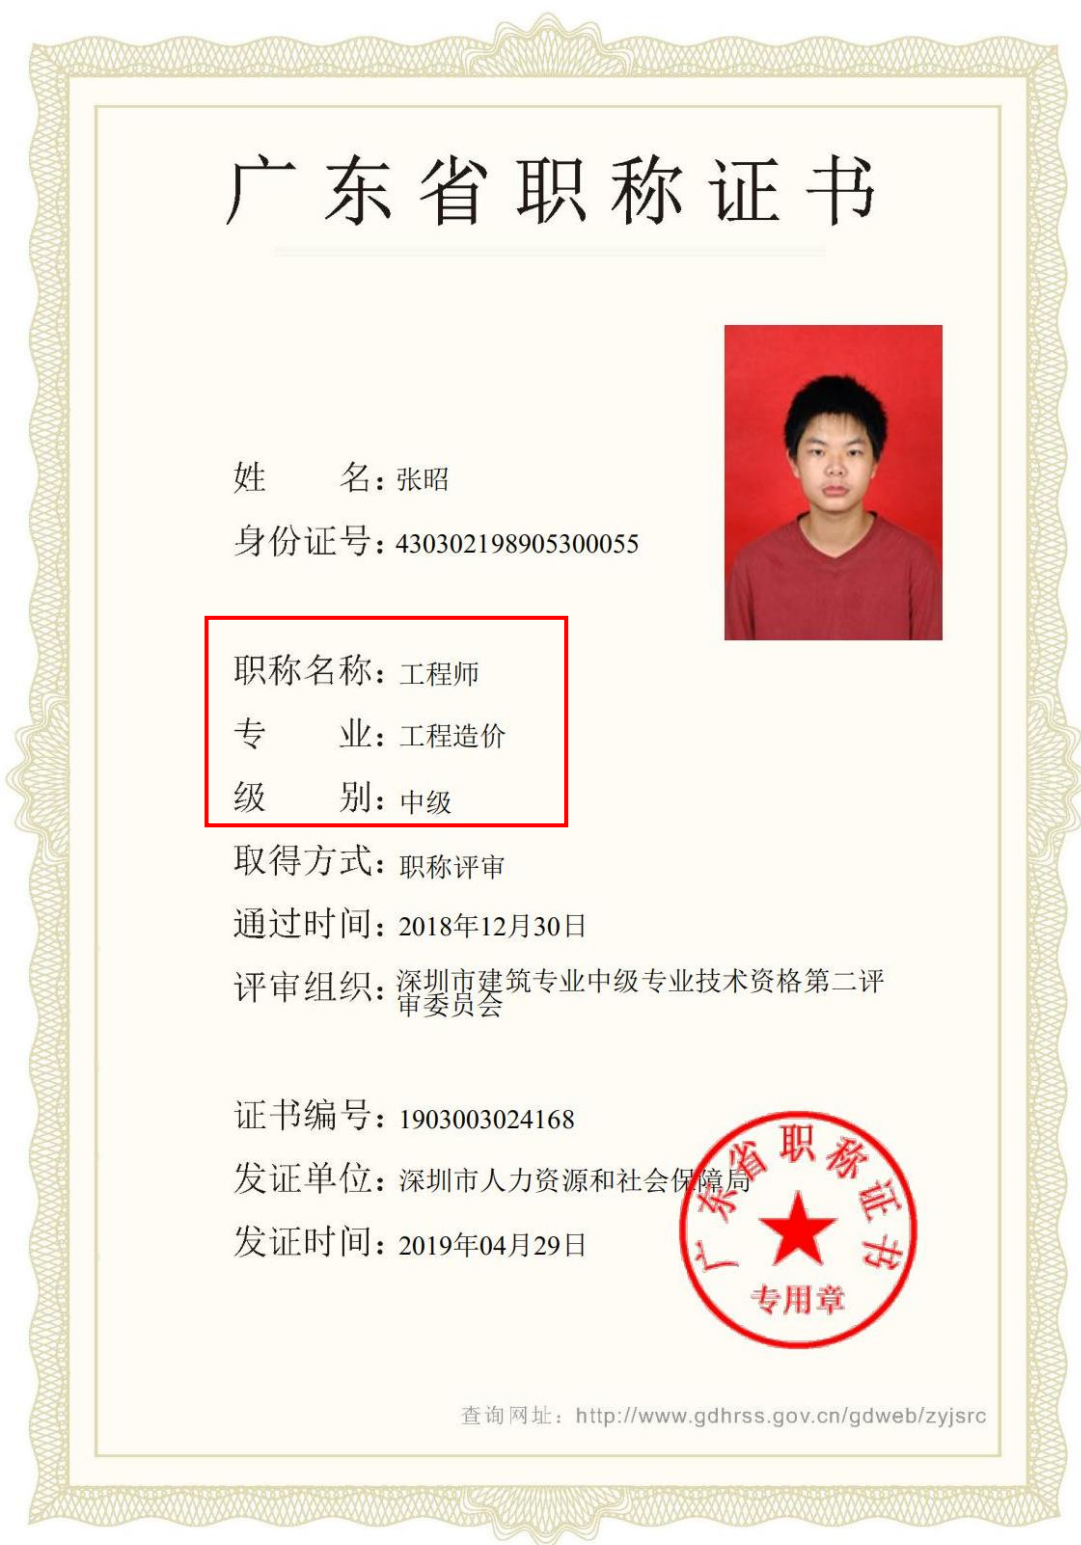 广东省职称证书
姓名：张昭
身份证号：430302198905300055
职称名称：工程师
专业：工程造价
级别：中级
取得方式：职称评审
通过时间：2018年12月30日
评审组织：深圳市建筑专业中级专业技术资格第二评
审委员会
证书编号：1903003024168
发证单位：深圳市人力资源和社会保障局
发证时间：2019年04月29日
广东省职称证书
专用章
查询网址：http://www.gdhrss.gov.cn/gdweb/zyjsrc